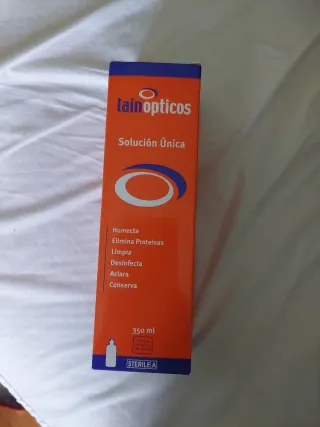 lainopticos
Solución Única
Humecta
Elimina Proteínas
Limpia
Desinfecta
Aclara
Conserva
350 ml
STERILE A